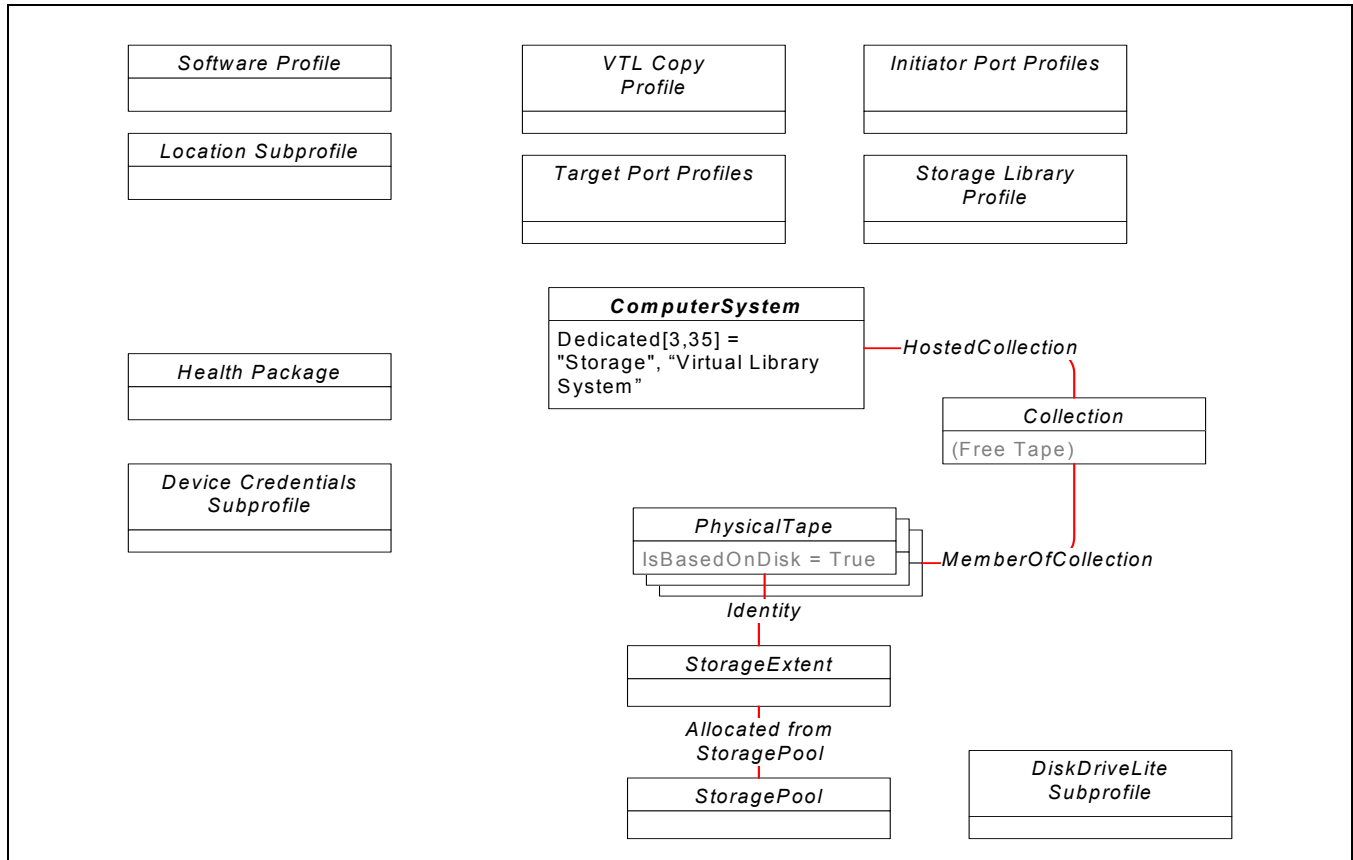 Software Profile
VTL Copy
Profile
Initiator Port Profiles
Location Subprofile
Target Port Profiles
Storage Library
Profile
ComputerSystem
Dedicated[3,35] =
"Storage", “Virtual Library
System”
HostedCollection
Health Package
Collection
(Free Tape)
Device Credentials
Subprofile
PhysicalTape
IsBasedOnDisk = True
MemberOfCollection
Identity
StorageExtent
Allocated from
StoragePool
StoragePool
DiskDriveLite
Subprofile